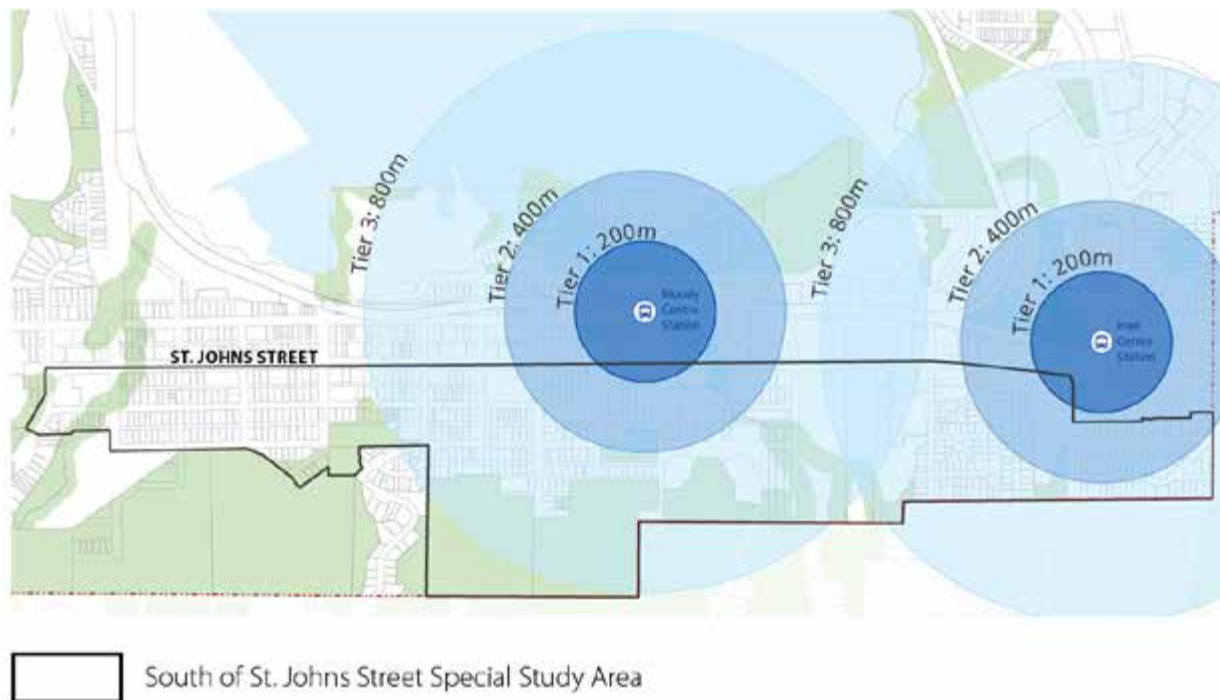 Tier 3: 800m
Tier 2: 400m
Tier 1: 200m
Moody
Centre
Station
Tier 3: 800m
Tier 2: 400m
Tier 1: 200m
Inlet
Centre
Station
ST. JOHNS STREET
South of St. Johns Street Special Study Area